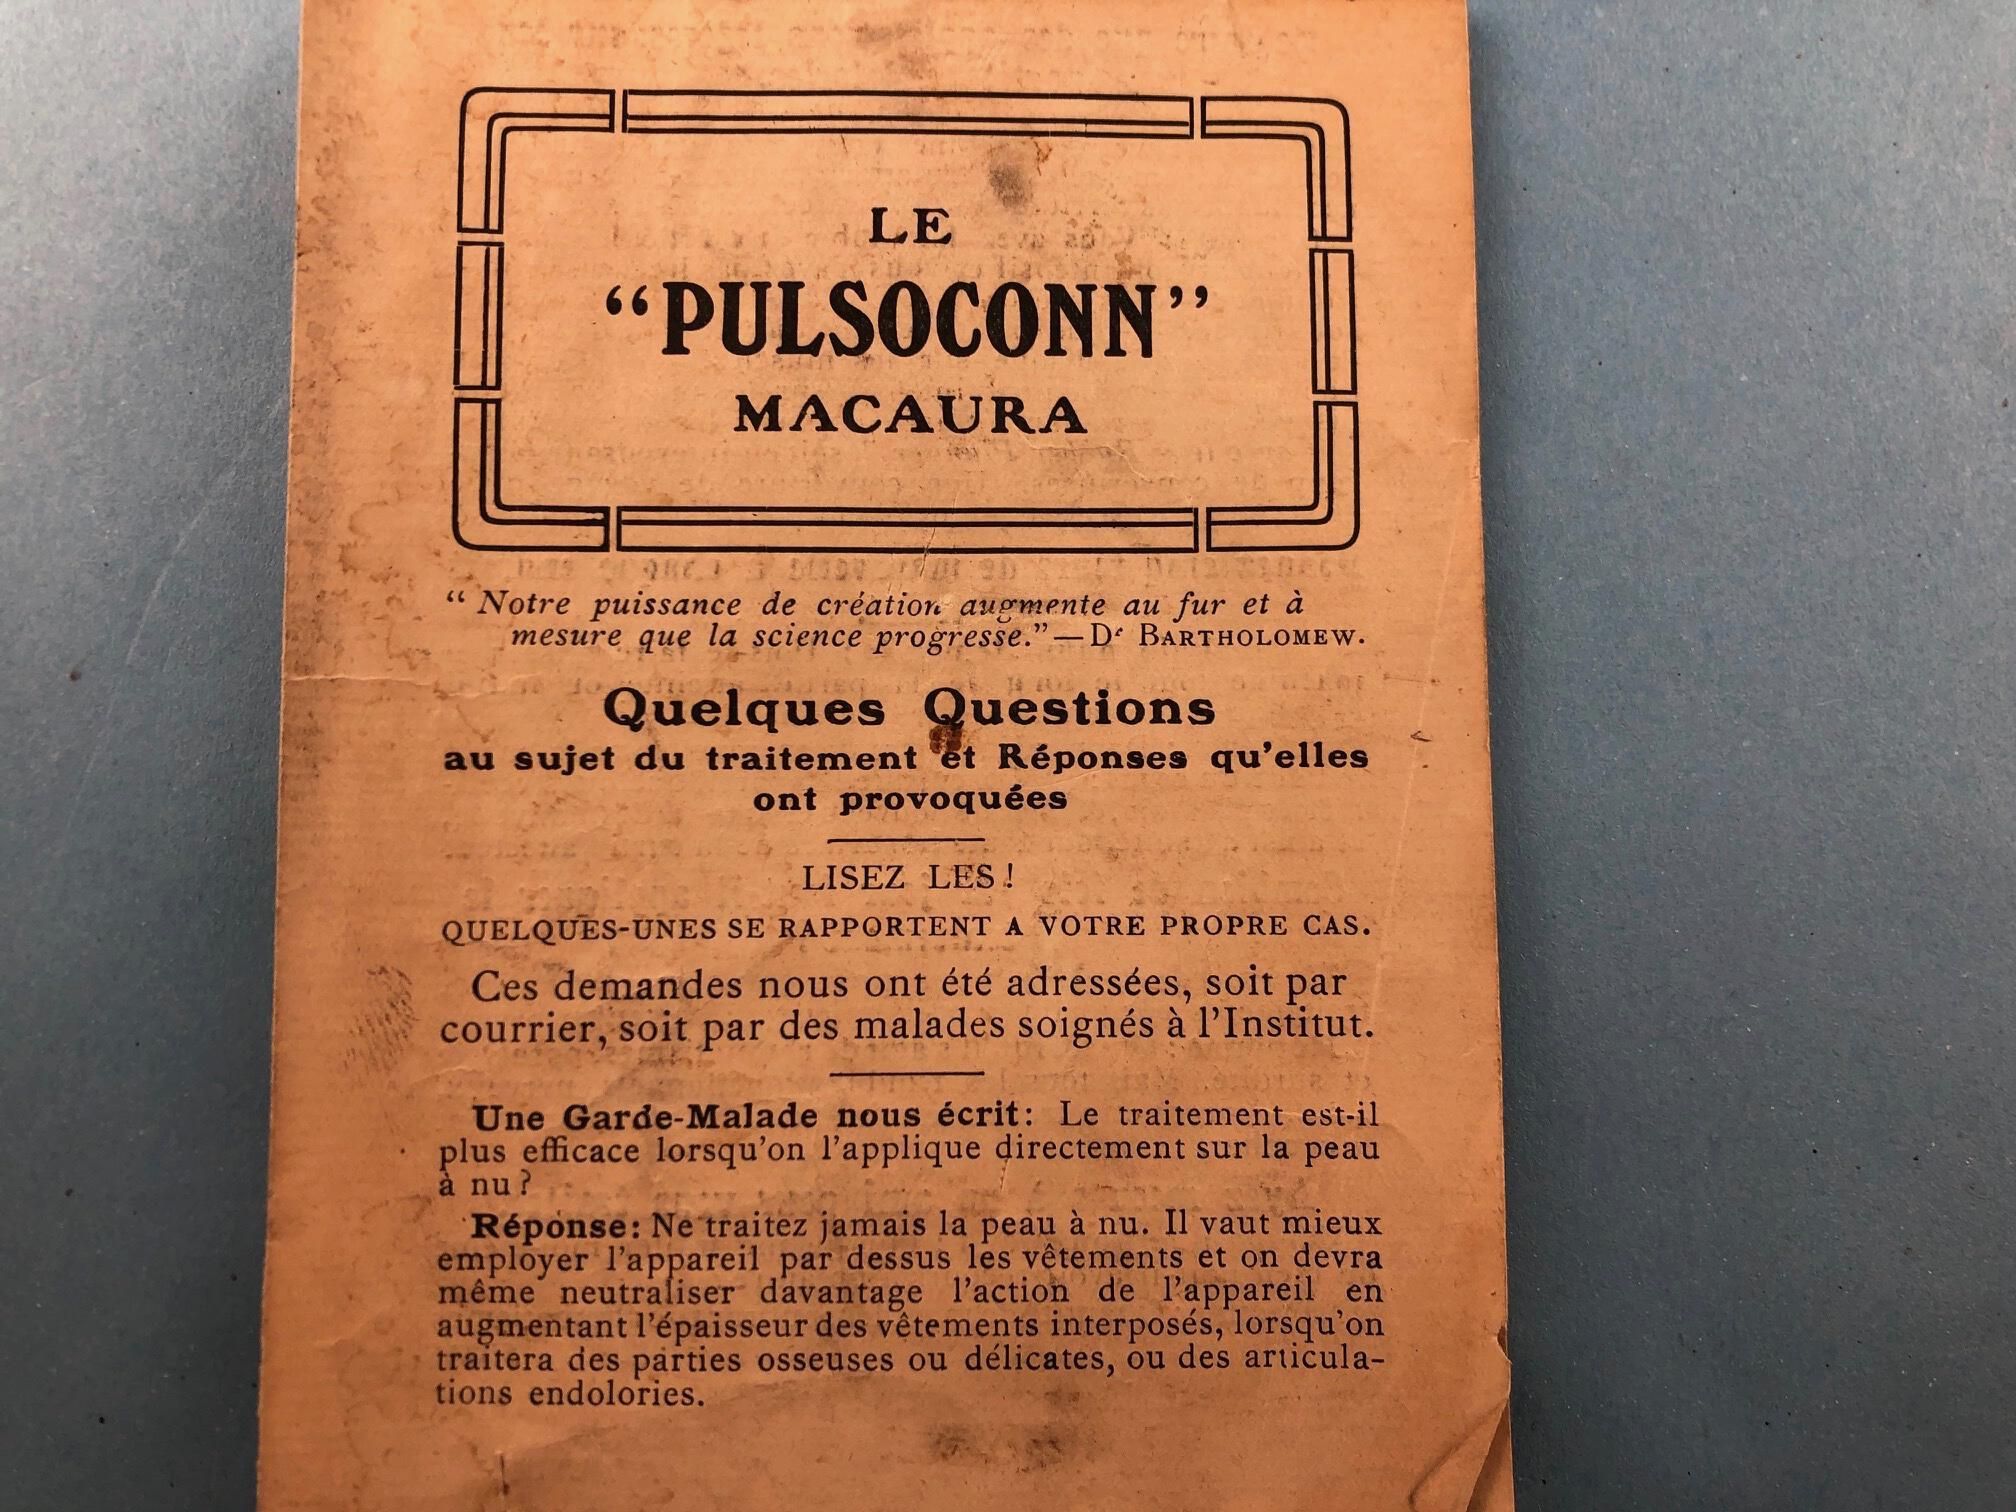 LE
“PULSOCONN”
MACAURA
“ Notre puissance de création augmente au fur et à
mesure que la science progresse.”—Dr BARTHOLOMEW.
Quelques Questions
au sujet du traitement et Réponses qu’elles
ont provoquées
LISEZ LES !
QUELQUES-UNES SE RAPPORTENT A VOTRE PROPRE CAS.
Ces demandes nous ont été adressées, soit par
courrier, soit par des malades soignés à l’Institut.
Une Garde-Malade nous écrit: Le traitement est-il
plus efficace lorsqu’on l’applique directement sur la peau
à nu ?
Réponse: Ne traitez jamais la peau à nu. Il vaut mieux
employer l’appareil par dessus les vêtements et on devra
même neutraliser davantage l’action de l’appareil en
augmentant l’épaisseur des vêtements interposés, lorsqu’on
traitera des parties osseuses ou délicates, ou des articula-
tions endolories.